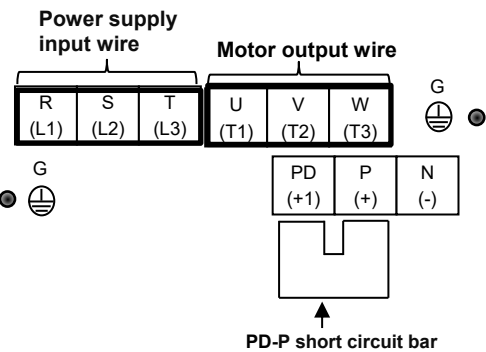 Power supply
input wire
Motor output wire
R S T U V W
(L1) (L2) (L3) (T1) (T2) (T3)
G
G
PD P N
(+1) (+) (-)
PD-P short circuit bar